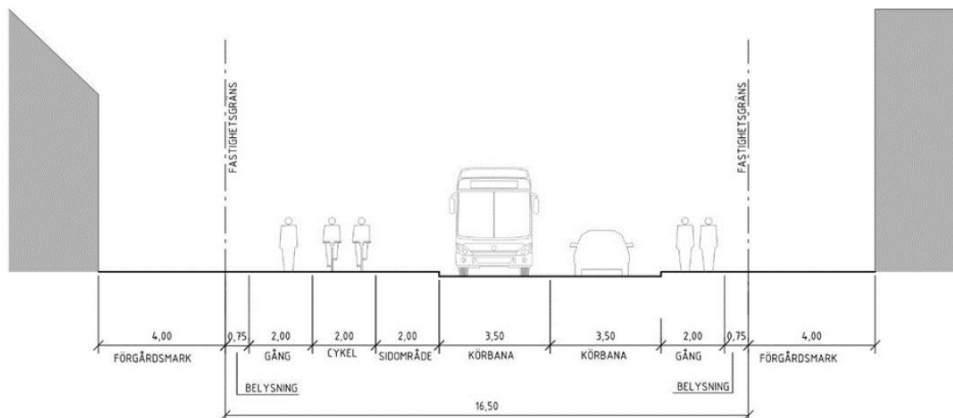 FASTIGHETSGRÄNS
FASTIGHETSGRÄNS
4,00
0,75
2,00
2,00
2,00
3,50
3,50
2,00
0,75
4,00
FÖRGÅRDSMARK
GÅNG
CYKEL
SIDOMRÅDE
KÖRBANA
KÖRBANA
GÅNG
FÖRGÅRDSMARK
BELYSNING
BELYSNING
16,50